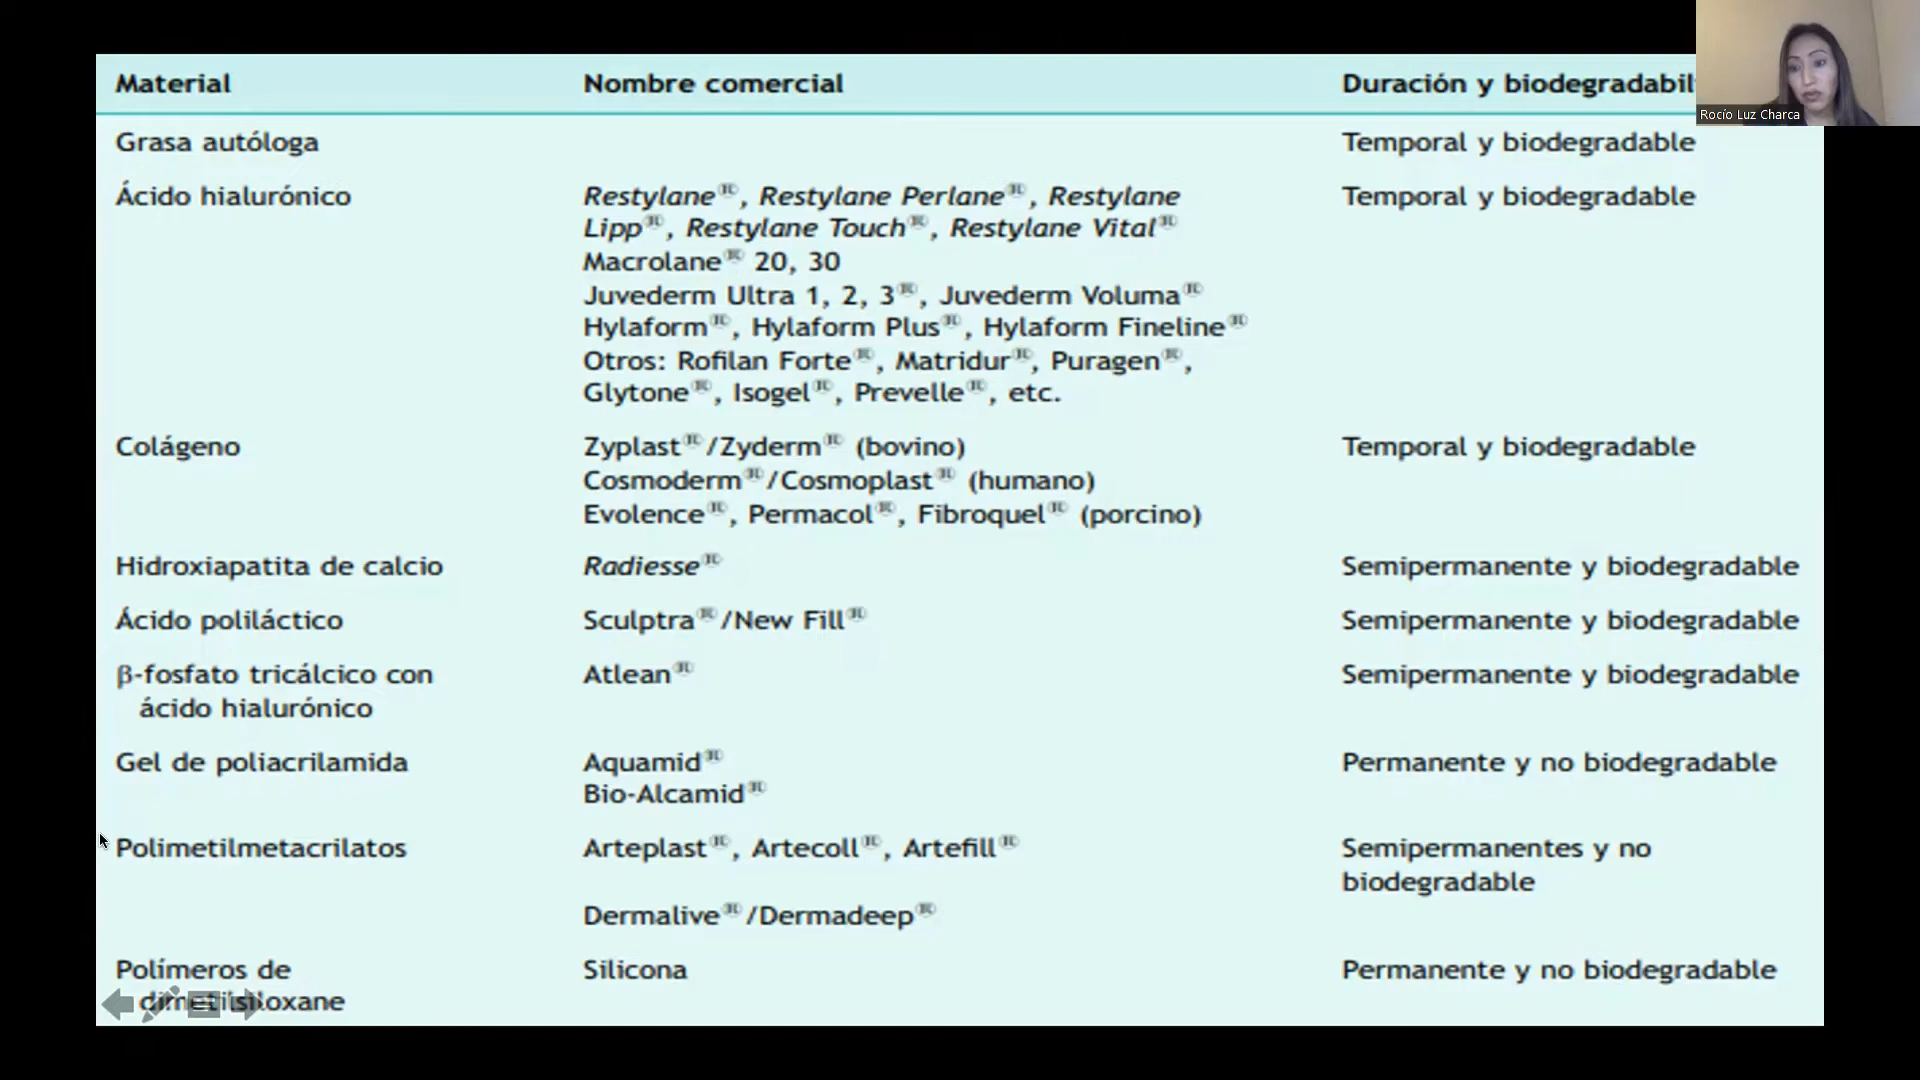 Material Nombre comercial Duración y biodegradabil
Rocío Luz Charca
Grasa autóloga Temporal y biodegradable
Ácido hialurónico Restylane®, Restylane Perlane®, Restylane Temporal y biodegradable
Lipp®, Restylane Touch®, Restylane Vital®
Macrolane® 20, 30
Juvederm Ultra 1, 2, 3®, Juvederm Voluma®
Hylaform®, Hylaform Plus®, Hylaform Fineline®
Otros: Rofilan Forte®, Matridur®, Puragen®,
Glytone®, Isogel®, Prevelle®, etc.
Colágeno Zyplast®/Zyderm® (bovino) Temporal y biodegradable
Cosmoderm®/Cosmoplast® (humano)
Evolence®, Permacol®, Fibroquel® (porcino)
Hidroxiapatita de calcio Radiesse® Semipermanente y biodegradable
Ácido poliláctico Sculptra®/New Fill® Semipermanente y biodegradable
β-fosfato tricálcico con Atlean® Semipermanente y biodegradable
ácido hialurónico
Gel de poliacrilamida Aquamid® Permanente y no biodegradable
Bio-Alcamid®
Polimetilmetacrilatos Arteplast®, Artecoll®, Artefill® Semipermanentes y no
biodegradable
Dermalive®/Dermadeep®
Polímeros de Silicona Permanente y no biodegradable
dimetilsiloxane